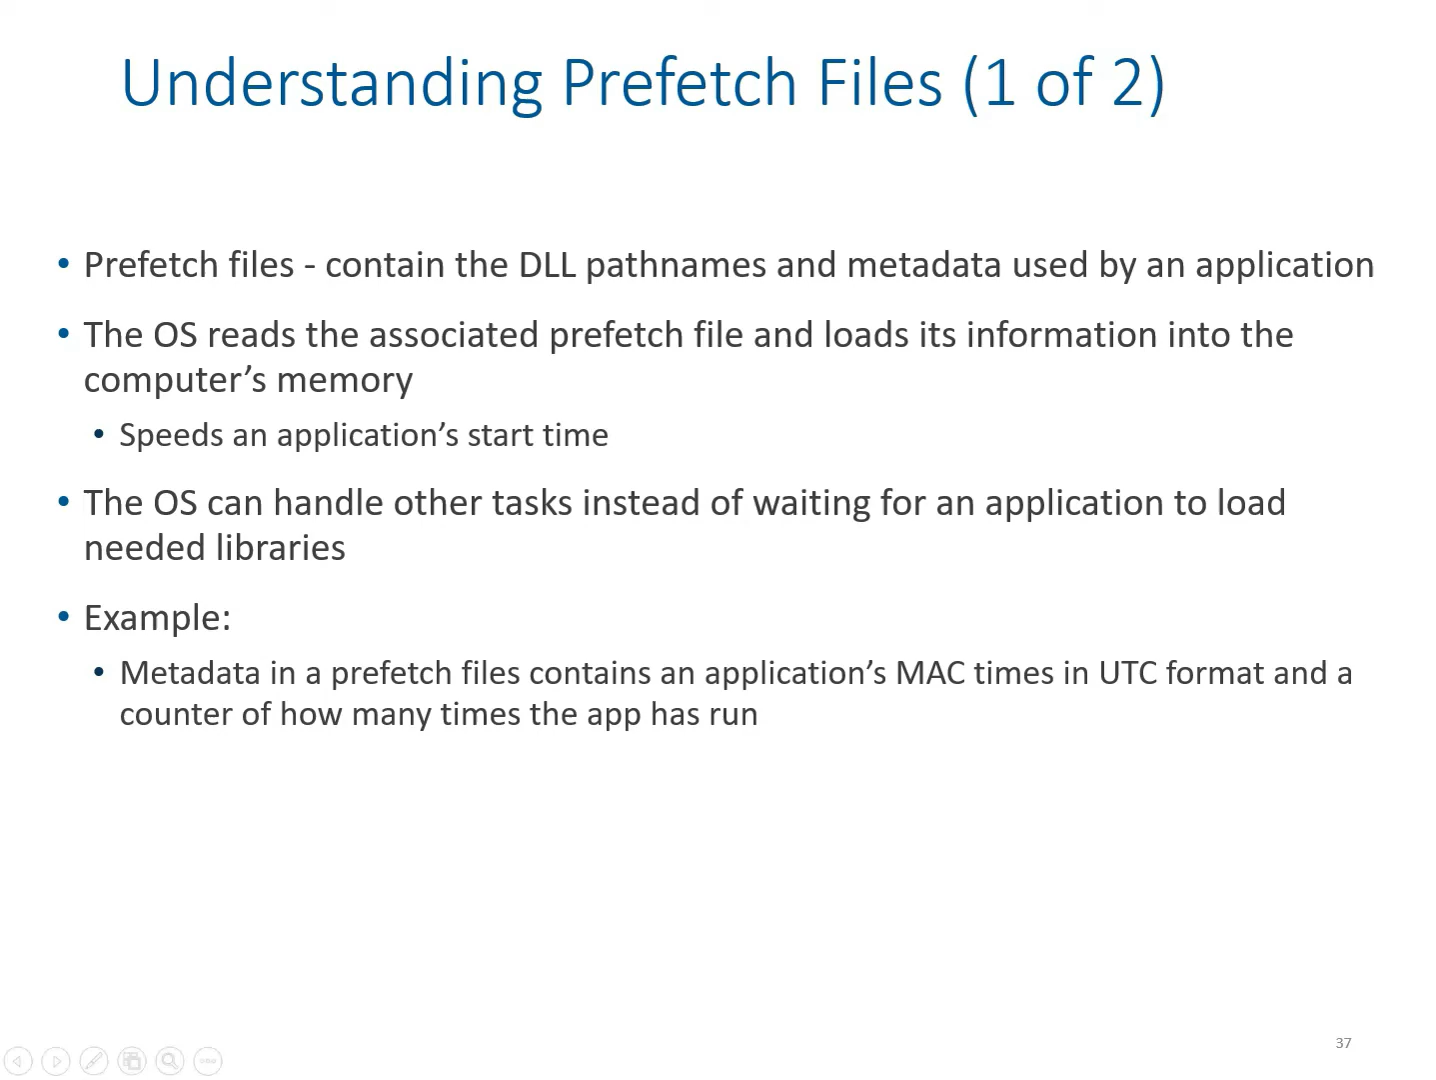 Understanding Prefetch Files (1 of 2)
• Prefetch files - contain the DLL pathnames and metadata used by an application
• The OS reads the associated prefetch file and loads its information into the
computer’s memory
• Speeds an application’s start time
• The OS can handle other tasks instead of waiting for an application to load
needed libraries
• Example:
• Metadata in a prefetch files contains an application’s MAC times in UTC format and a
counter of how many times the app has run
37